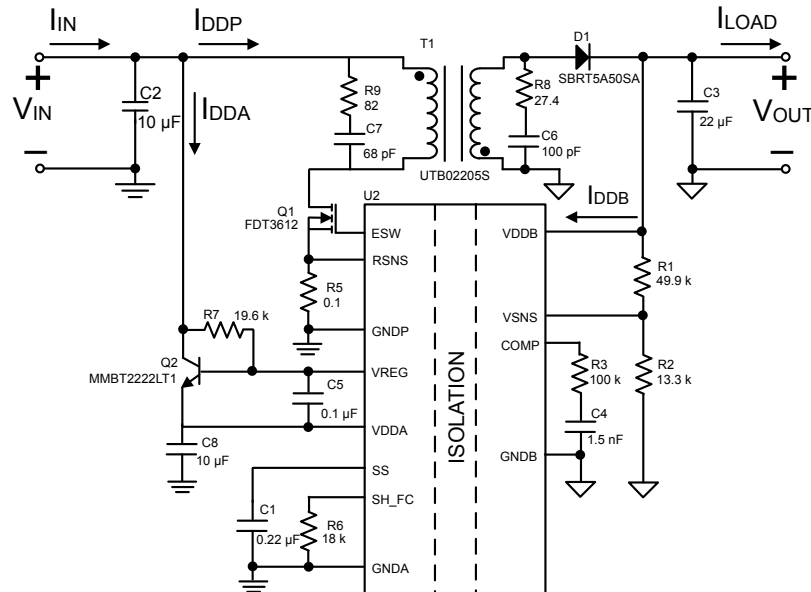 IIN
IDDP
T1
D1
SBRT5A50SA
ILOAD
+
VIN
–
C2
10 µF
IDDA
R9
82
C7
68 pF
R8
27.4
C6
100 pF
UTB02205S
C3
22 µF
+
VOUT
–
IDDB
U2
Q1
FDT3612
ESW
RSNS
R5
0.1
GNDP
VDDB
R1
49.9 k
VSNS
COMP
R3
100 k
R2
13.3 k
C4
1.5 nF
GNDB
R7
19.6 k
Q2
MMBT2222LT1
VREG
C5
0.1 µF
VDDA
C8
10 µF
SS
SH_FC
C1
0.22 µF
R6
18 k
GNDA
ISOLATION